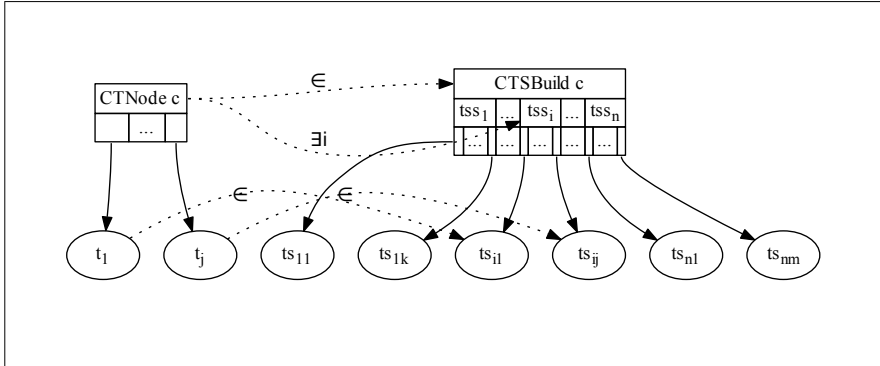 ∈
CTSBuild c
CTNode c
tss₁ ... tssᵢ ... tssₙ
...
∃i
... ... ... ... ...
∈ ∈
t₁ tⱼ ts₁₁ ts₁ₖ tsᵢ₁ tsᵢⱼ tsₙ₁ tsₙₘ